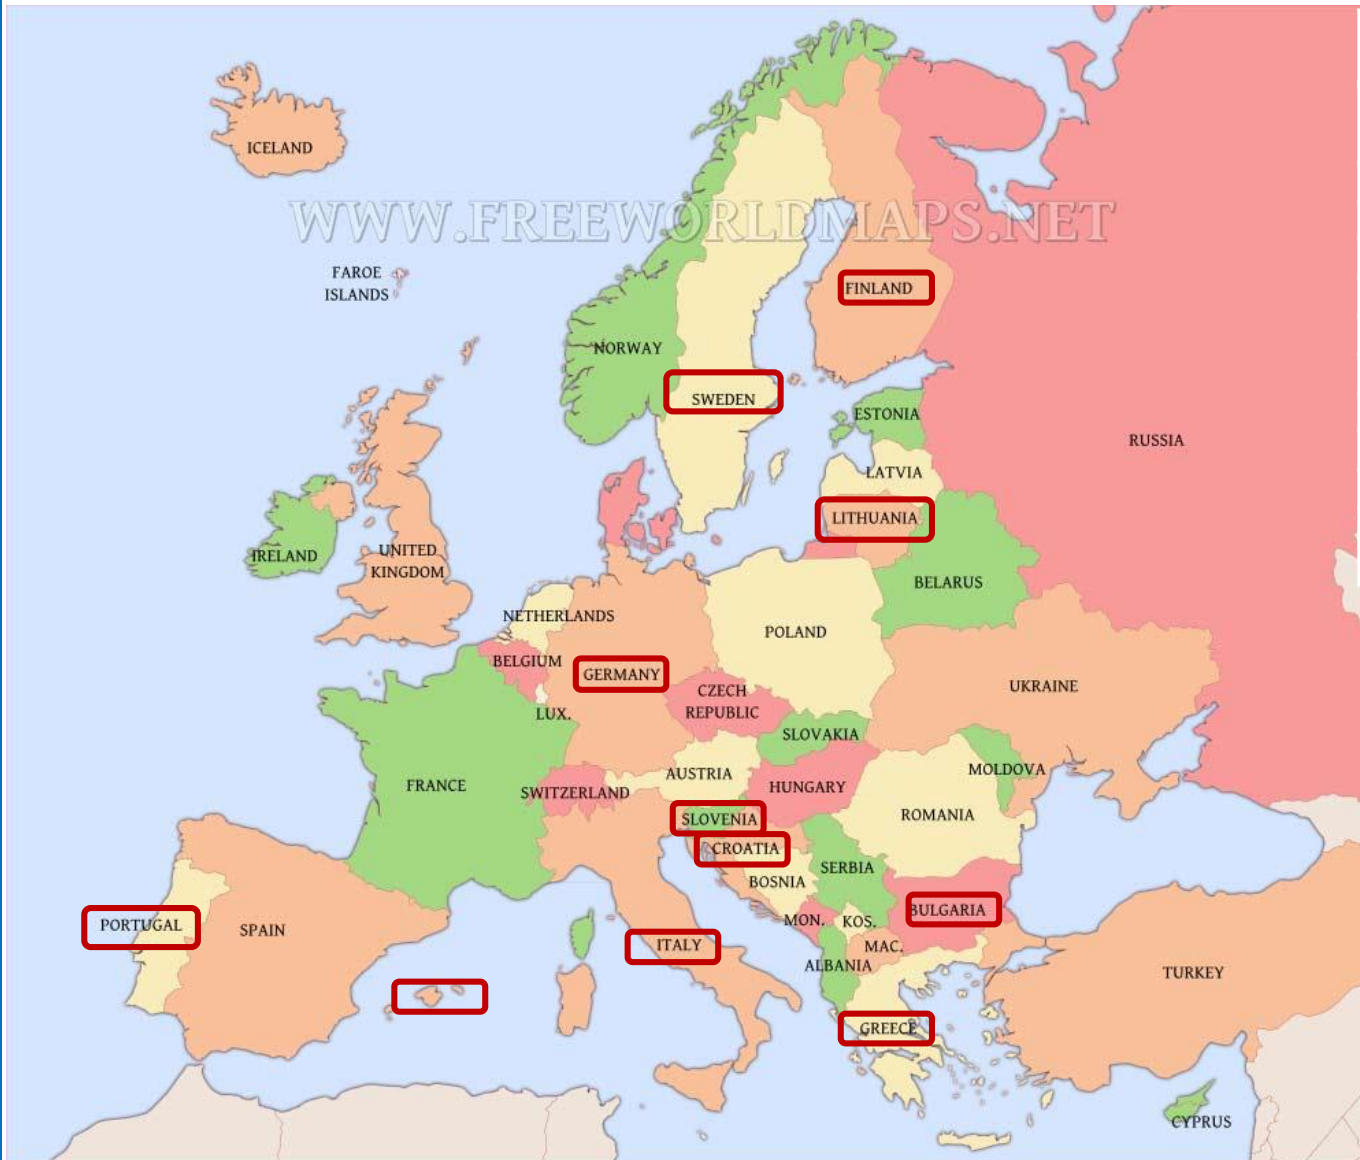 ICELAND
WWW.FREEWORLDMAPS.NET
FAROE
ISLANDS
FINLAND
NORWAY
SWEDEN
ESTONIA
RUSSIA
LATVIA
LITHUANIA
IRELAND
UNITED
KINGDOM
BELARUS
NETHERLANDS
POLAND
BELGIUM
GERMANY
UKRAINE
CZECH
REPUBLIC
LUX.
SLOVAKIA
MOLDOVA
AUSTRIA
FRANCE
SWITZERLAND
HUNGARY
ROMANIA
SLOVENIA
CROATIA
SERBIA
BOSNIA
BULGARIA
MON.
KOS.
PORTUGAL
SPAIN
ITALY
MAC.
ALBANIA
TURKEY
GREECE
CYPRUS